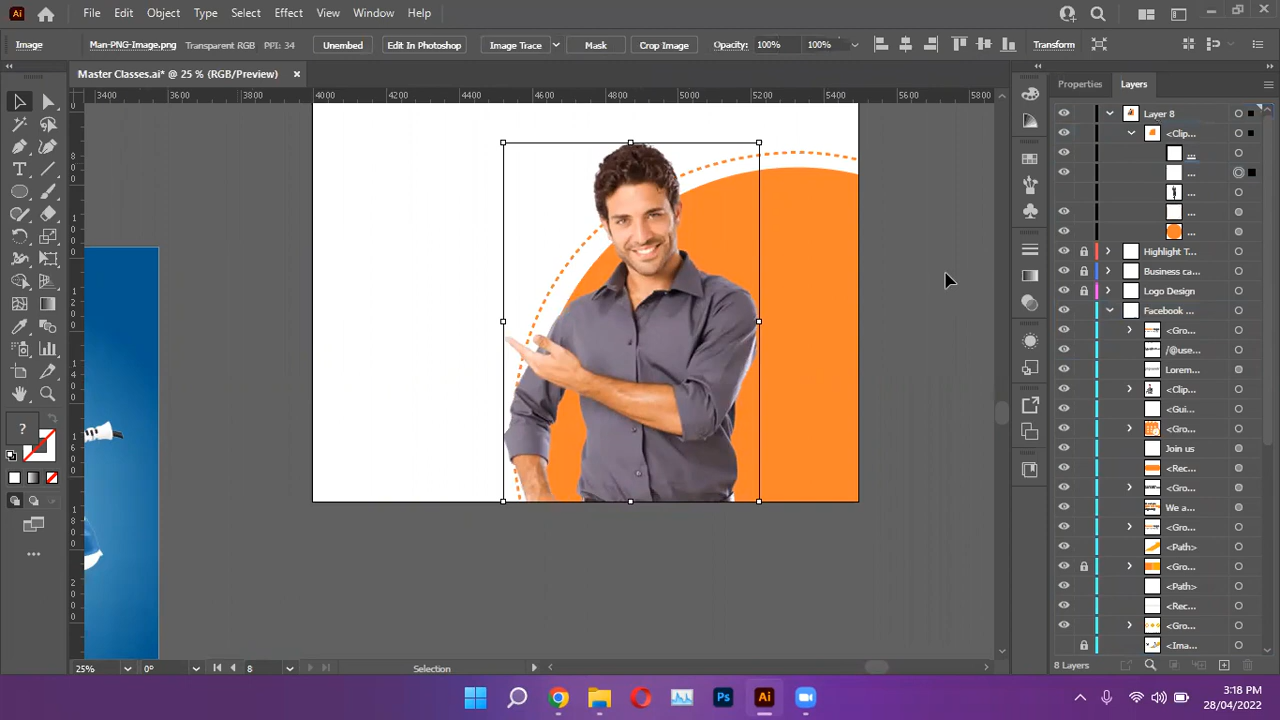 Ai
File Edit Object Type Select Effect View Window Help
Image Man-PNG-Image.png Transparent RGB PPI: 34 Unembed Edit In Photoshop Image Trace Mask Crop Image Opacity: 100% 100% Transform
Master Classes.ai* @ 25 % (RGB/Preview) ×
3400 3600 4000 4200 4400 4600 4800 5000 5200 5600 5800
Properties Layers
Layer 8
<Clip...
...
...
...
...
...
Highlight T...
Business ca...
Logo Design
Facebook ...
<Gro...
/@use...
Lorem...
<Clip...
<Gui...
<Gro...
Join us
<Rec...
<Gro...
We a...
<Gro...
<Path>
<Gro...
<Path>
<Rec...
<Gro...
<Ima...
8 Layers
?
25% 0° 8 Selection
Ps Ai
3:18 PM
28/04/2022